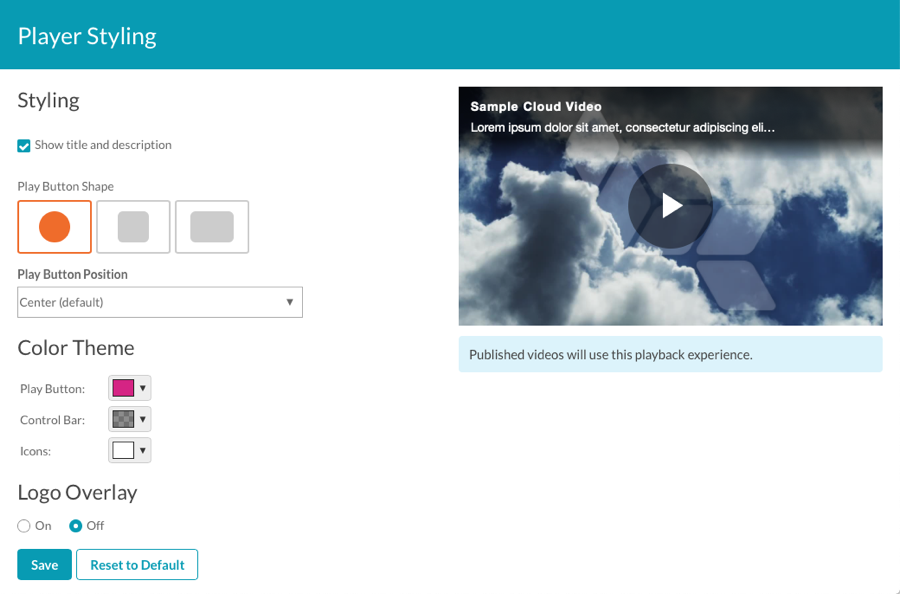 Player Styling
Styling
Show title and description
Play Button Shape
Play Button Position
Center (default)
Color Theme
Play Button:
Control Bar:
Icons:
Logo Overlay
On
Off
Save
Reset to Default
Sample Cloud Video
Lorem ipsum dolor sit amet, consectetur adipiscing eli...
Published videos will use this playback experience.